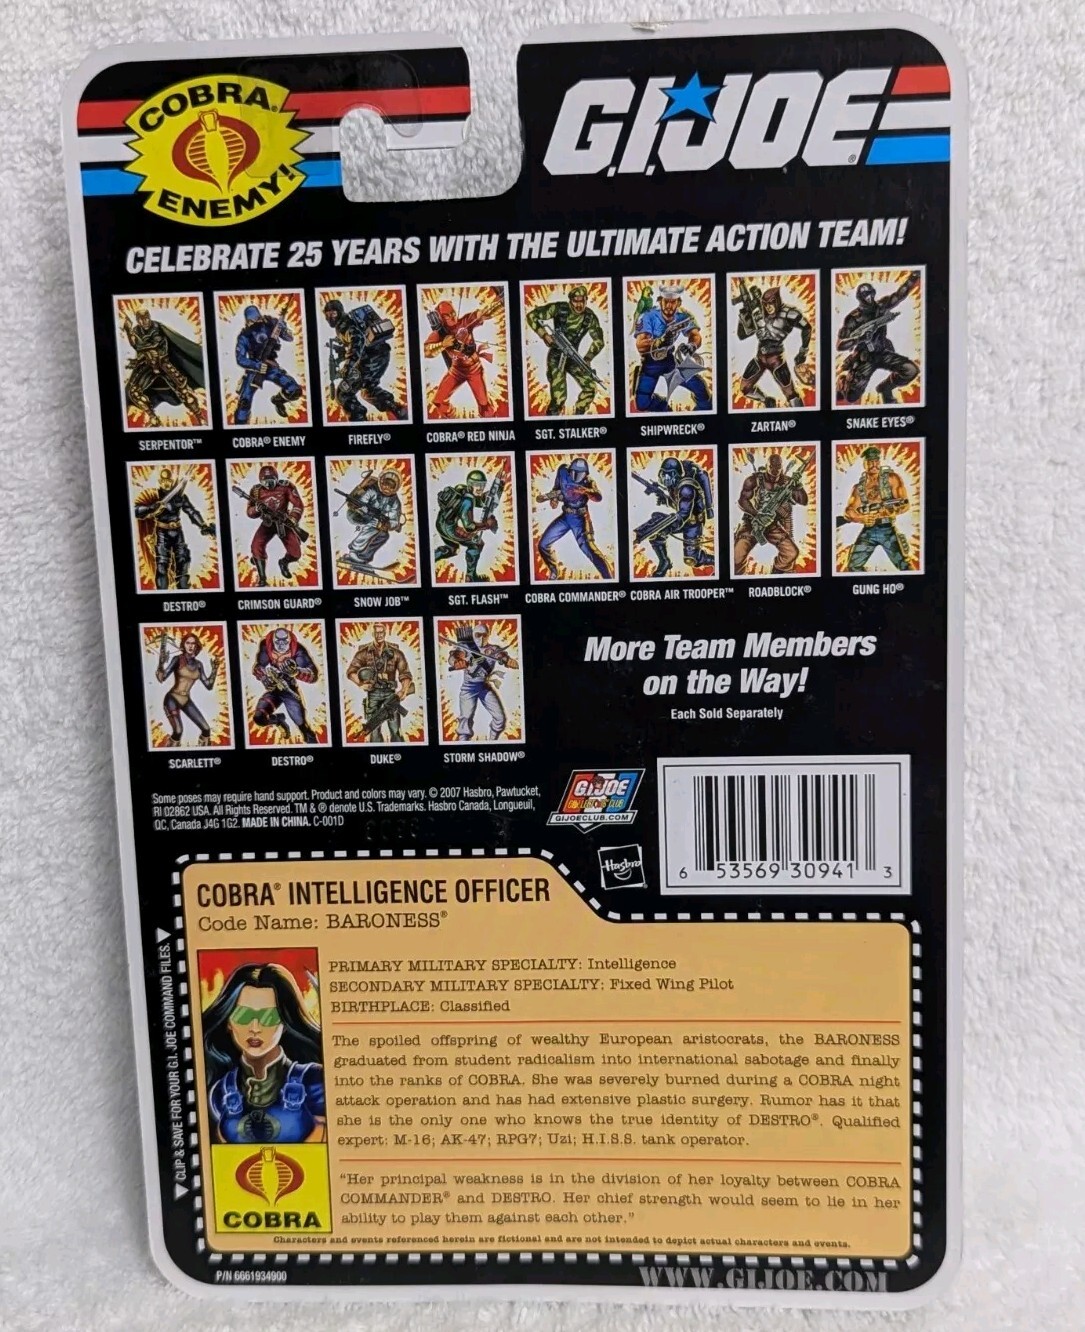 COBRA®
ENEMY!
G.I.JOE®
CELEBRATE 25 YEARS WITH THE ULTIMATE ACTION TEAM!
SERPENTOR™ COBRA® ENEMY FIREFLY® COBRA® RED NINJA SGT. STALKER® SHIPWRECK® ZARTAN® SNAKE EYES®
DESTRO® CRIMSON GUARD® SNOW JOB™ SGT. FLASH™ COBRA COMMANDER® COBRA AIR TROOPER™ ROADBLOCK® GUNG HO®
SCARLETT® DESTRO® DUKE® STORM SHADOW®
More Team Members
on the Way!
Each Sold Separately
Some poses may require hand support. Product and colors may vary. © 2007 Hasbro, Pawtucket,
RI 02862 USA. All Rights Reserved. TM & ® denote U.S. Trademarks. Hasbro Canada, Longueuil,
QC, Canada J4G 1G2. MADE IN CHINA. C-001D
G.I.JOE
COLLECTORS' CLUB
GIJOECLUB.COM
Hasbro
6 53569 30941 3
COBRA® INTELLIGENCE OFFICER
Code Name: BARONESS®
PRIMARY MILITARY SPECIALTY: Intelligence
SECONDARY MILITARY SPECIALTY: Fixed Wing Pilot
BIRTHPLACE: Classified
The spoiled offspring of wealthy European aristocrats, the BARONESS
graduated from student radicalism into international sabotage and finally
into the ranks of COBRA. She was severely burned during a COBRA night
attack operation and has had extensive plastic surgery. Rumor has it that
she is the only one who knows the true identity of DESTRO®. Qualified
expert: M-16; AK-47; RPG7; Uzi; H.I.S.S. tank operator.
"Her principal weakness is in the division of her loyalty between COBRA
COMMANDER® and DESTRO. Her chief strength would seem to lie in her
ability to play them against each other."
COBRA
Characters and events referenced herein are fictional and are not intended to depict actual characters and events.
CLIP & SAVE FOR YOUR G.I. JOE COMMAND FILES.
P/N 6661934900
WWW.GIJOE.COM